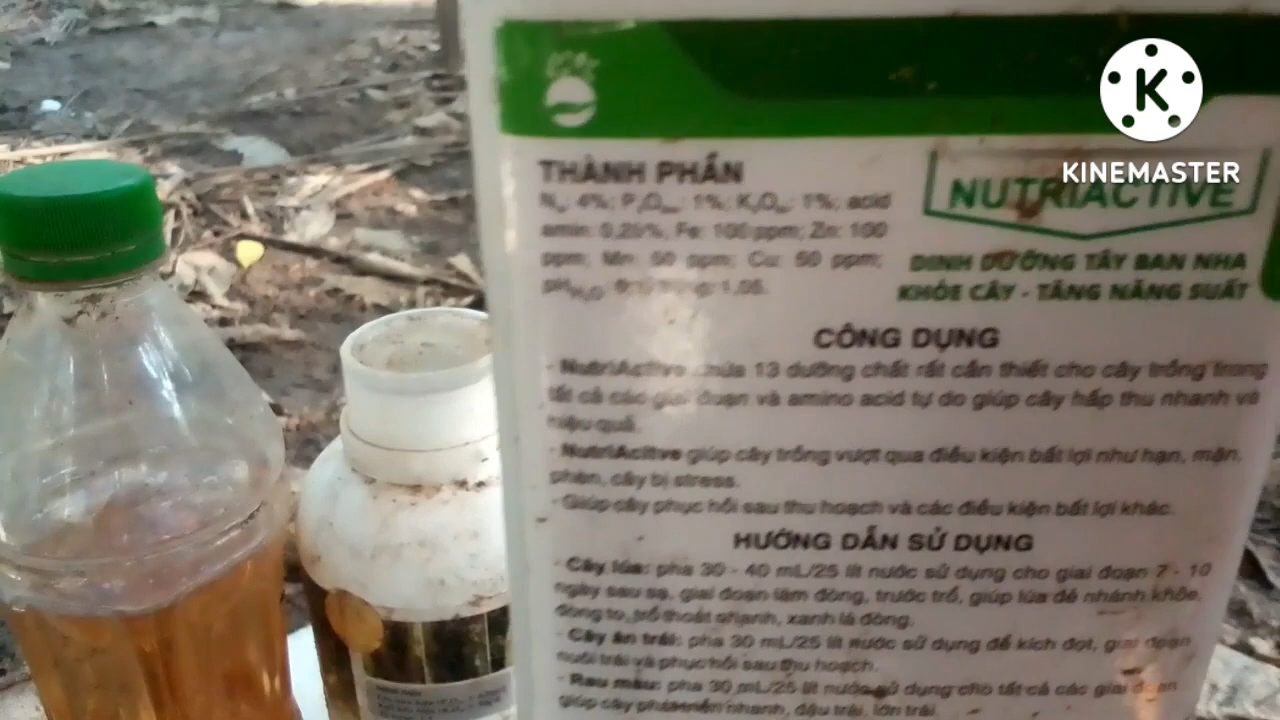 KINEMASTER
THÀNH PHẦN
NUTRIACTIVE
Nts: 4%; P2O5hh: 1%; K2Ohh: 1%; acid
amin: 0,25%, Fe: 100 ppm; Zn: 100
ppm; Mn: 50 ppm; Cu: 50 ppm;
pHH2O 1,05.
DINH DƯỠNG TÂY BAN NHA
KHỎE CÂY - TĂNG NĂNG SUẤT
CÔNG DỤNG
- NutriActive chứa 13 dưỡng chất rất cần thiết cho cây trồng trong
tất cả các giai đoạn và amino acid tự do giúp cây hấp thu nhanh và
hiệu quả.
- NutriAcitve giúp cây trồng vượt qua điều kiện bất lợi như hạn, mặn,
phèn, cây bị stress.
- Giúp cây phục hồi sau thu hoạch và các điều kiện bất lợi khác.
HƯỚNG DẪN SỬ DỤNG
- Cây lúa: pha 30 - 40 mL/25 lít nước sử dụng cho giai đoạn 7 - 10
ngày sau sạ, giai đoạn làm đòng, trước trổ, giúp lúa đẻ nhánh khỏe,
đòng to, trổ thoát nhanh, xanh lá đòng.
- Cây ăn trái: pha 30 mL/25 lít nước sử dụng để kích đọt, giai đoạn
nuôi trái và phục hồi sau thu hoạch.
- Rau màu: pha 30 mL/25 lít nước sử dụng cho tất cả các giai đoạn
giúp cây phát triển nhanh, đậu trái, lớn trái.